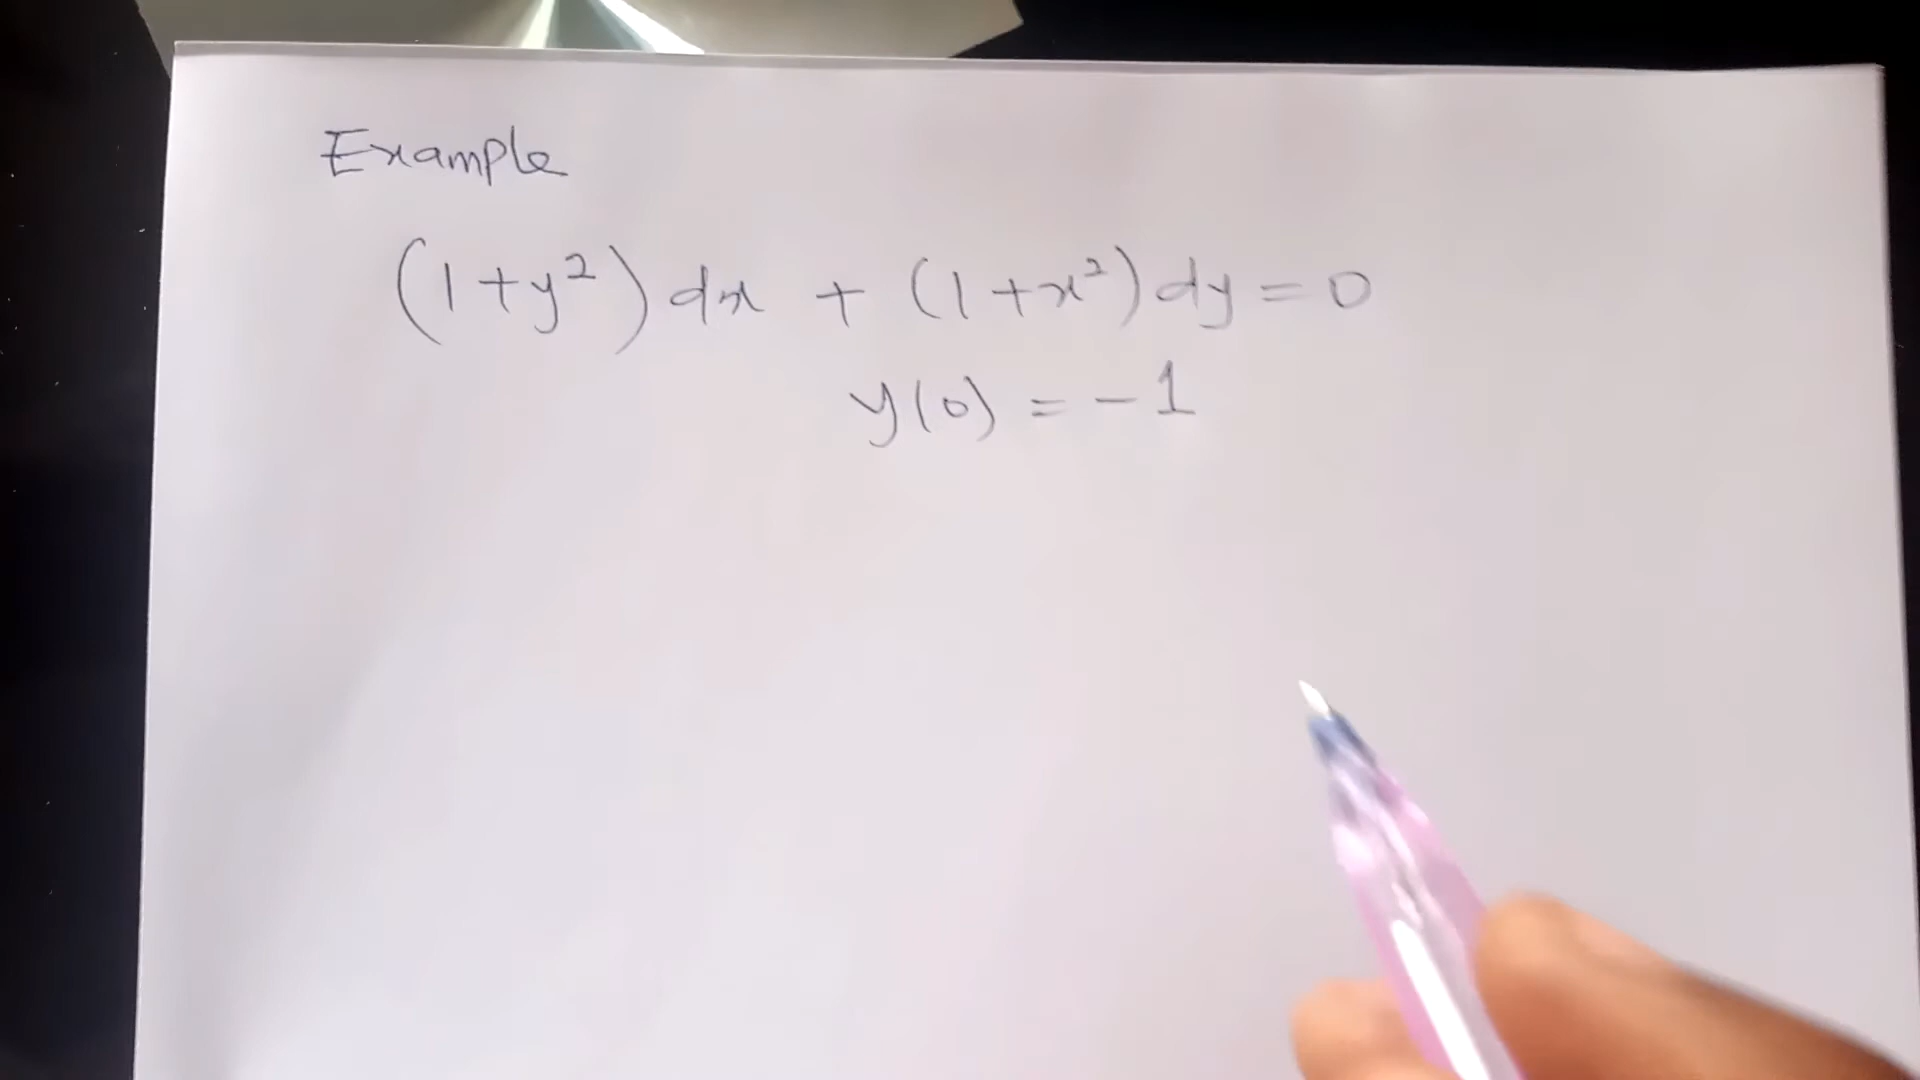 Example
(1+y²)dx + (1+x²)dy=0
y(0) = -1